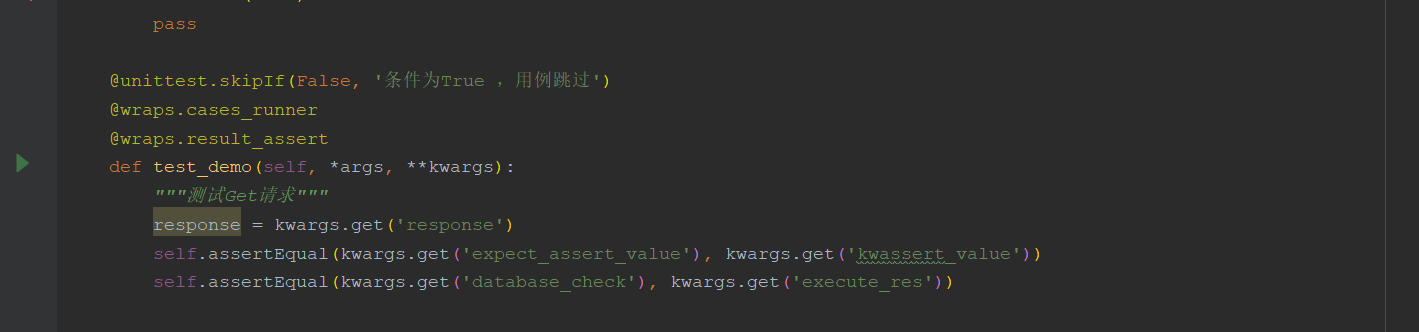 pass
@unittest.skipIf(False, '条件为True ，用例跳过')
@wraps.cases_runner
@wraps.result_assert
def test_demo(self, *args, **kwargs):
"""测试Get请求"""
response = kwargs.get('response')
self.assertEqual(kwargs.get('expect_assert_value'), kwargs.get('kwassert_value'))
self.assertEqual(kwargs.get('database_check'), kwargs.get('execute_res'))